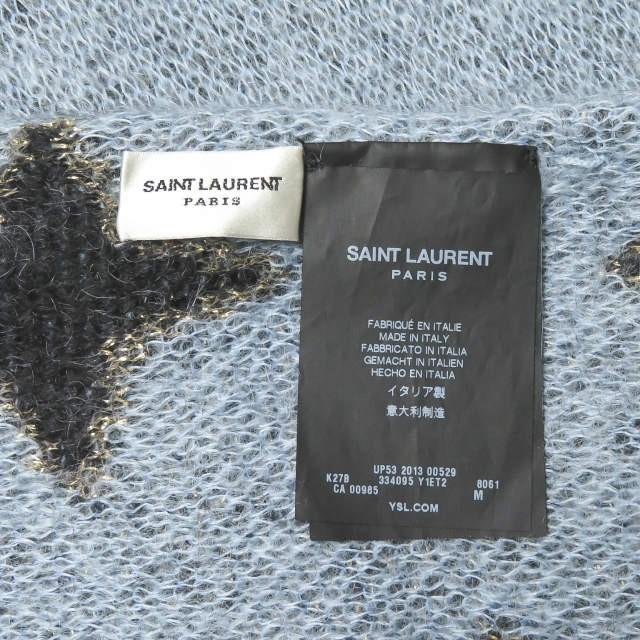 SAINT LAURENT
PARIS
SAINT LAURENT
PARIS
FABRIQUÉ EN ITALIE
MADE IN ITALY
FABBRICATO IN ITALIA
GEMACHT IN ITALIEN
HECHO EN ITALIA
イタリア製
意大利制造
UP53 2013 00529
K27B 334095 Y1ET2 8061
CA 00985 M
YSL.COM